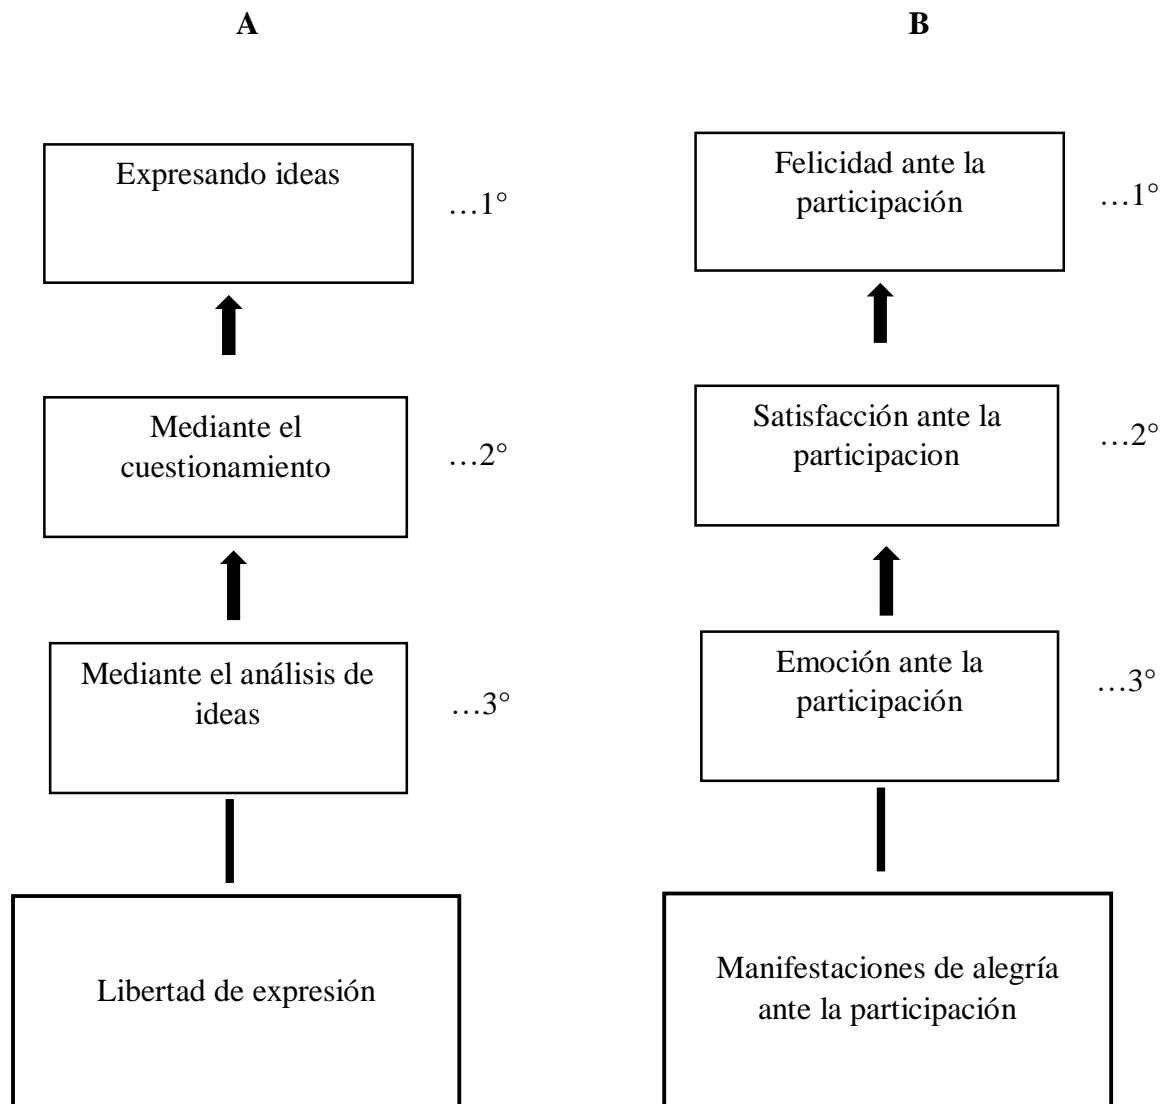 A
Expresando ideas
…1°
Mediante el
cuestionamiento
…2°
Mediante el análisis de
ideas
…3°
Libertad de expresión
B
Felicidad ante la
participación
…1°
Satisfacción ante la
participacion
…2°
Emoción ante la
participación
…3°
Manifestaciones de alegría
ante la participación